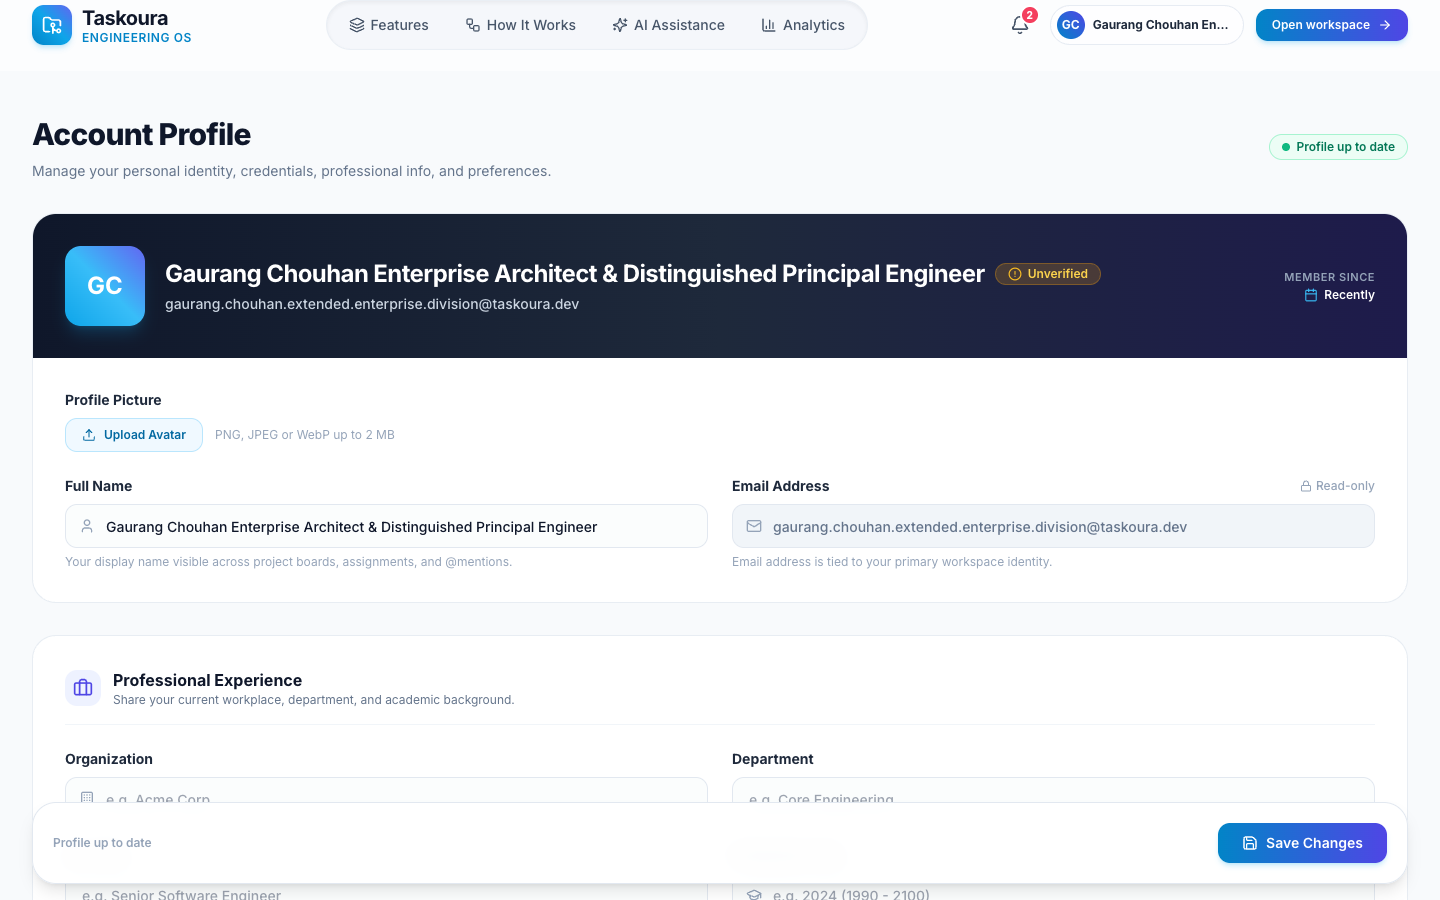 Taskoura
ENGINEERING OS
Features
How It Works
AI Assistance
Analytics
2
GC
Gaurang Chouhan En...
Open workspace
Account Profile
Manage your personal identity, credentials, professional info, and preferences.
Profile up to date
GC
Gaurang Chouhan Enterprise Architect & Distinguished Principal Engineer
Unverified
gaurang.chouhan.extended.enterprise.division@taskoura.dev
MEMBER SINCE
Recently
Profile Picture
Upload Avatar
PNG, JPEG or WebP up to 2 MB
Full Name
Gaurang Chouhan Enterprise Architect & Distinguished Principal Engineer
Your display name visible across project boards, assignments, and @mentions.
Email Address
Read-only
gaurang.chouhan.extended.enterprise.division@taskoura.dev
Email address is tied to your primary workspace identity.
Professional Experience
Share your current workplace, department, and academic background.
Organization
e.g. Acme Corp
Department
e.g. Core Engineering
Profile up to date
Save Changes
e.g. Senior Software Engineer
e.g. 2024 (1990 - 2100)